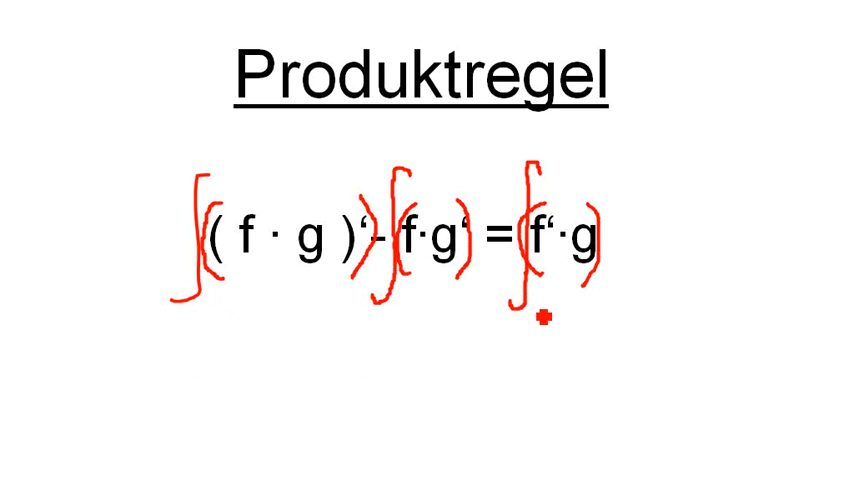 Produktregel
∫(( f · g )‘)- ∫(f·g‘) = ∫(f‘·g)